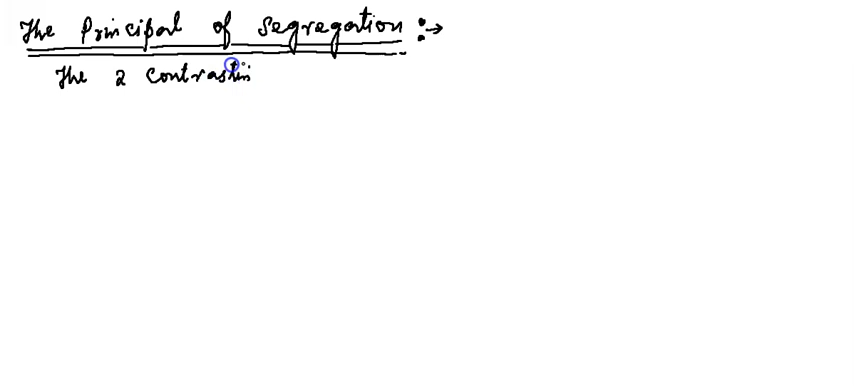 The Principal of Segregation :→
The 2 contrastin